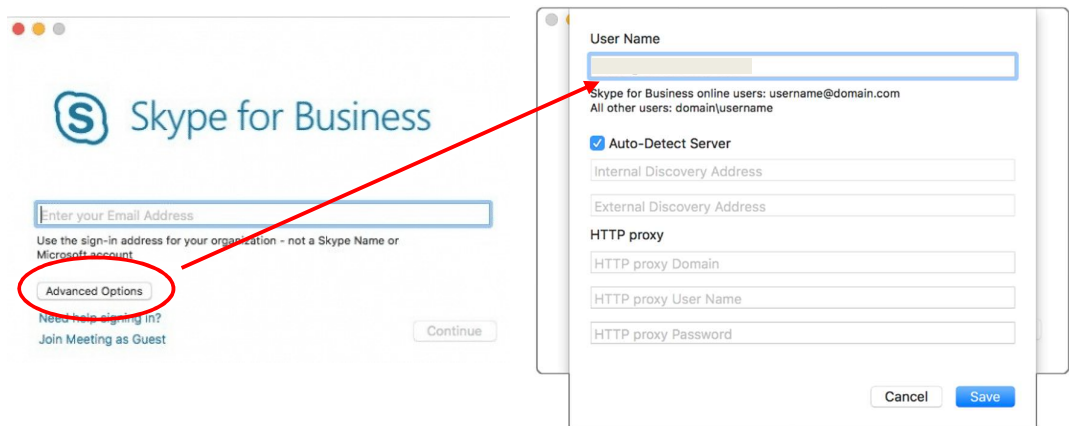 Skype for Business
Enter your Email Address
Use the sign-in address for your organization - not a Skype Name or
Microsoft account
Advanced Options
Need help signing in?
Join Meeting as Guest
Continue
User Name
Skype for Business online users: username@domain.com
All other users: domain\username
Auto-Detect Server
Internal Discovery Address
External Discovery Address
HTTP proxy
HTTP proxy Domain
HTTP proxy User Name
HTTP proxy Password
Cancel
Save